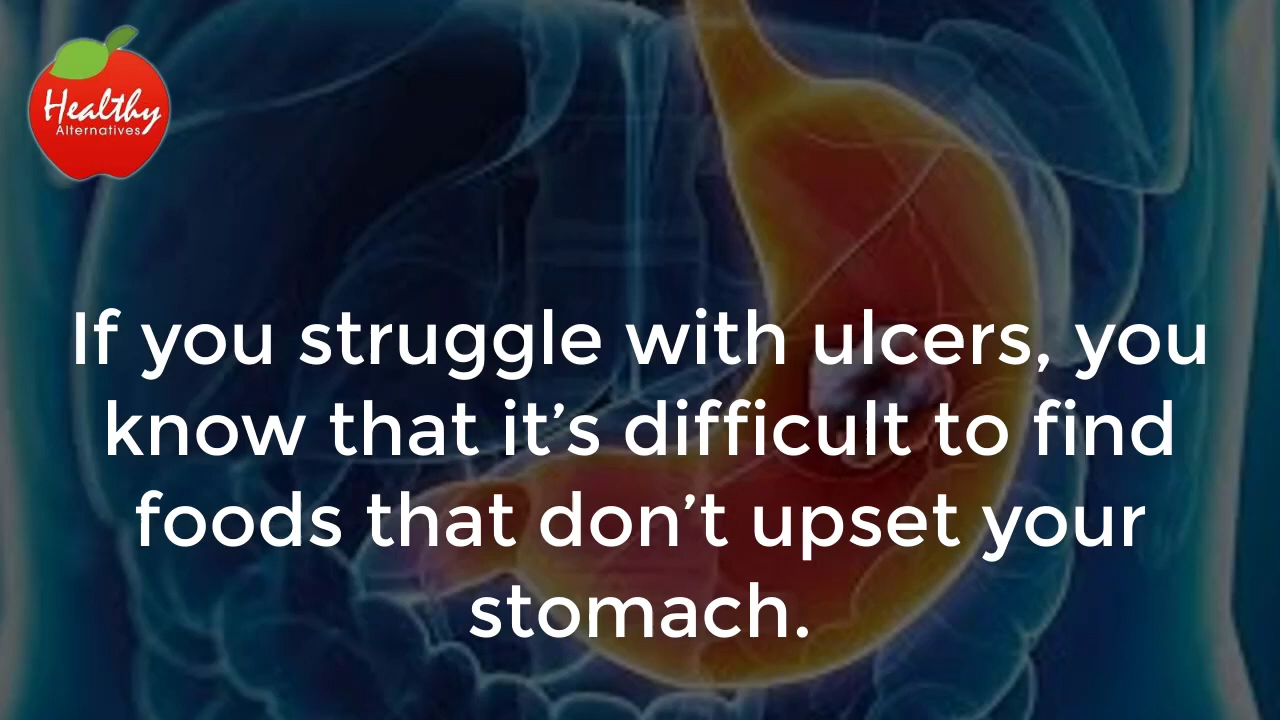 Healthy
Alternatives
If you struggle with ulcers, you
know that it’s difficult to find
foods that don’t upset your
stomach.